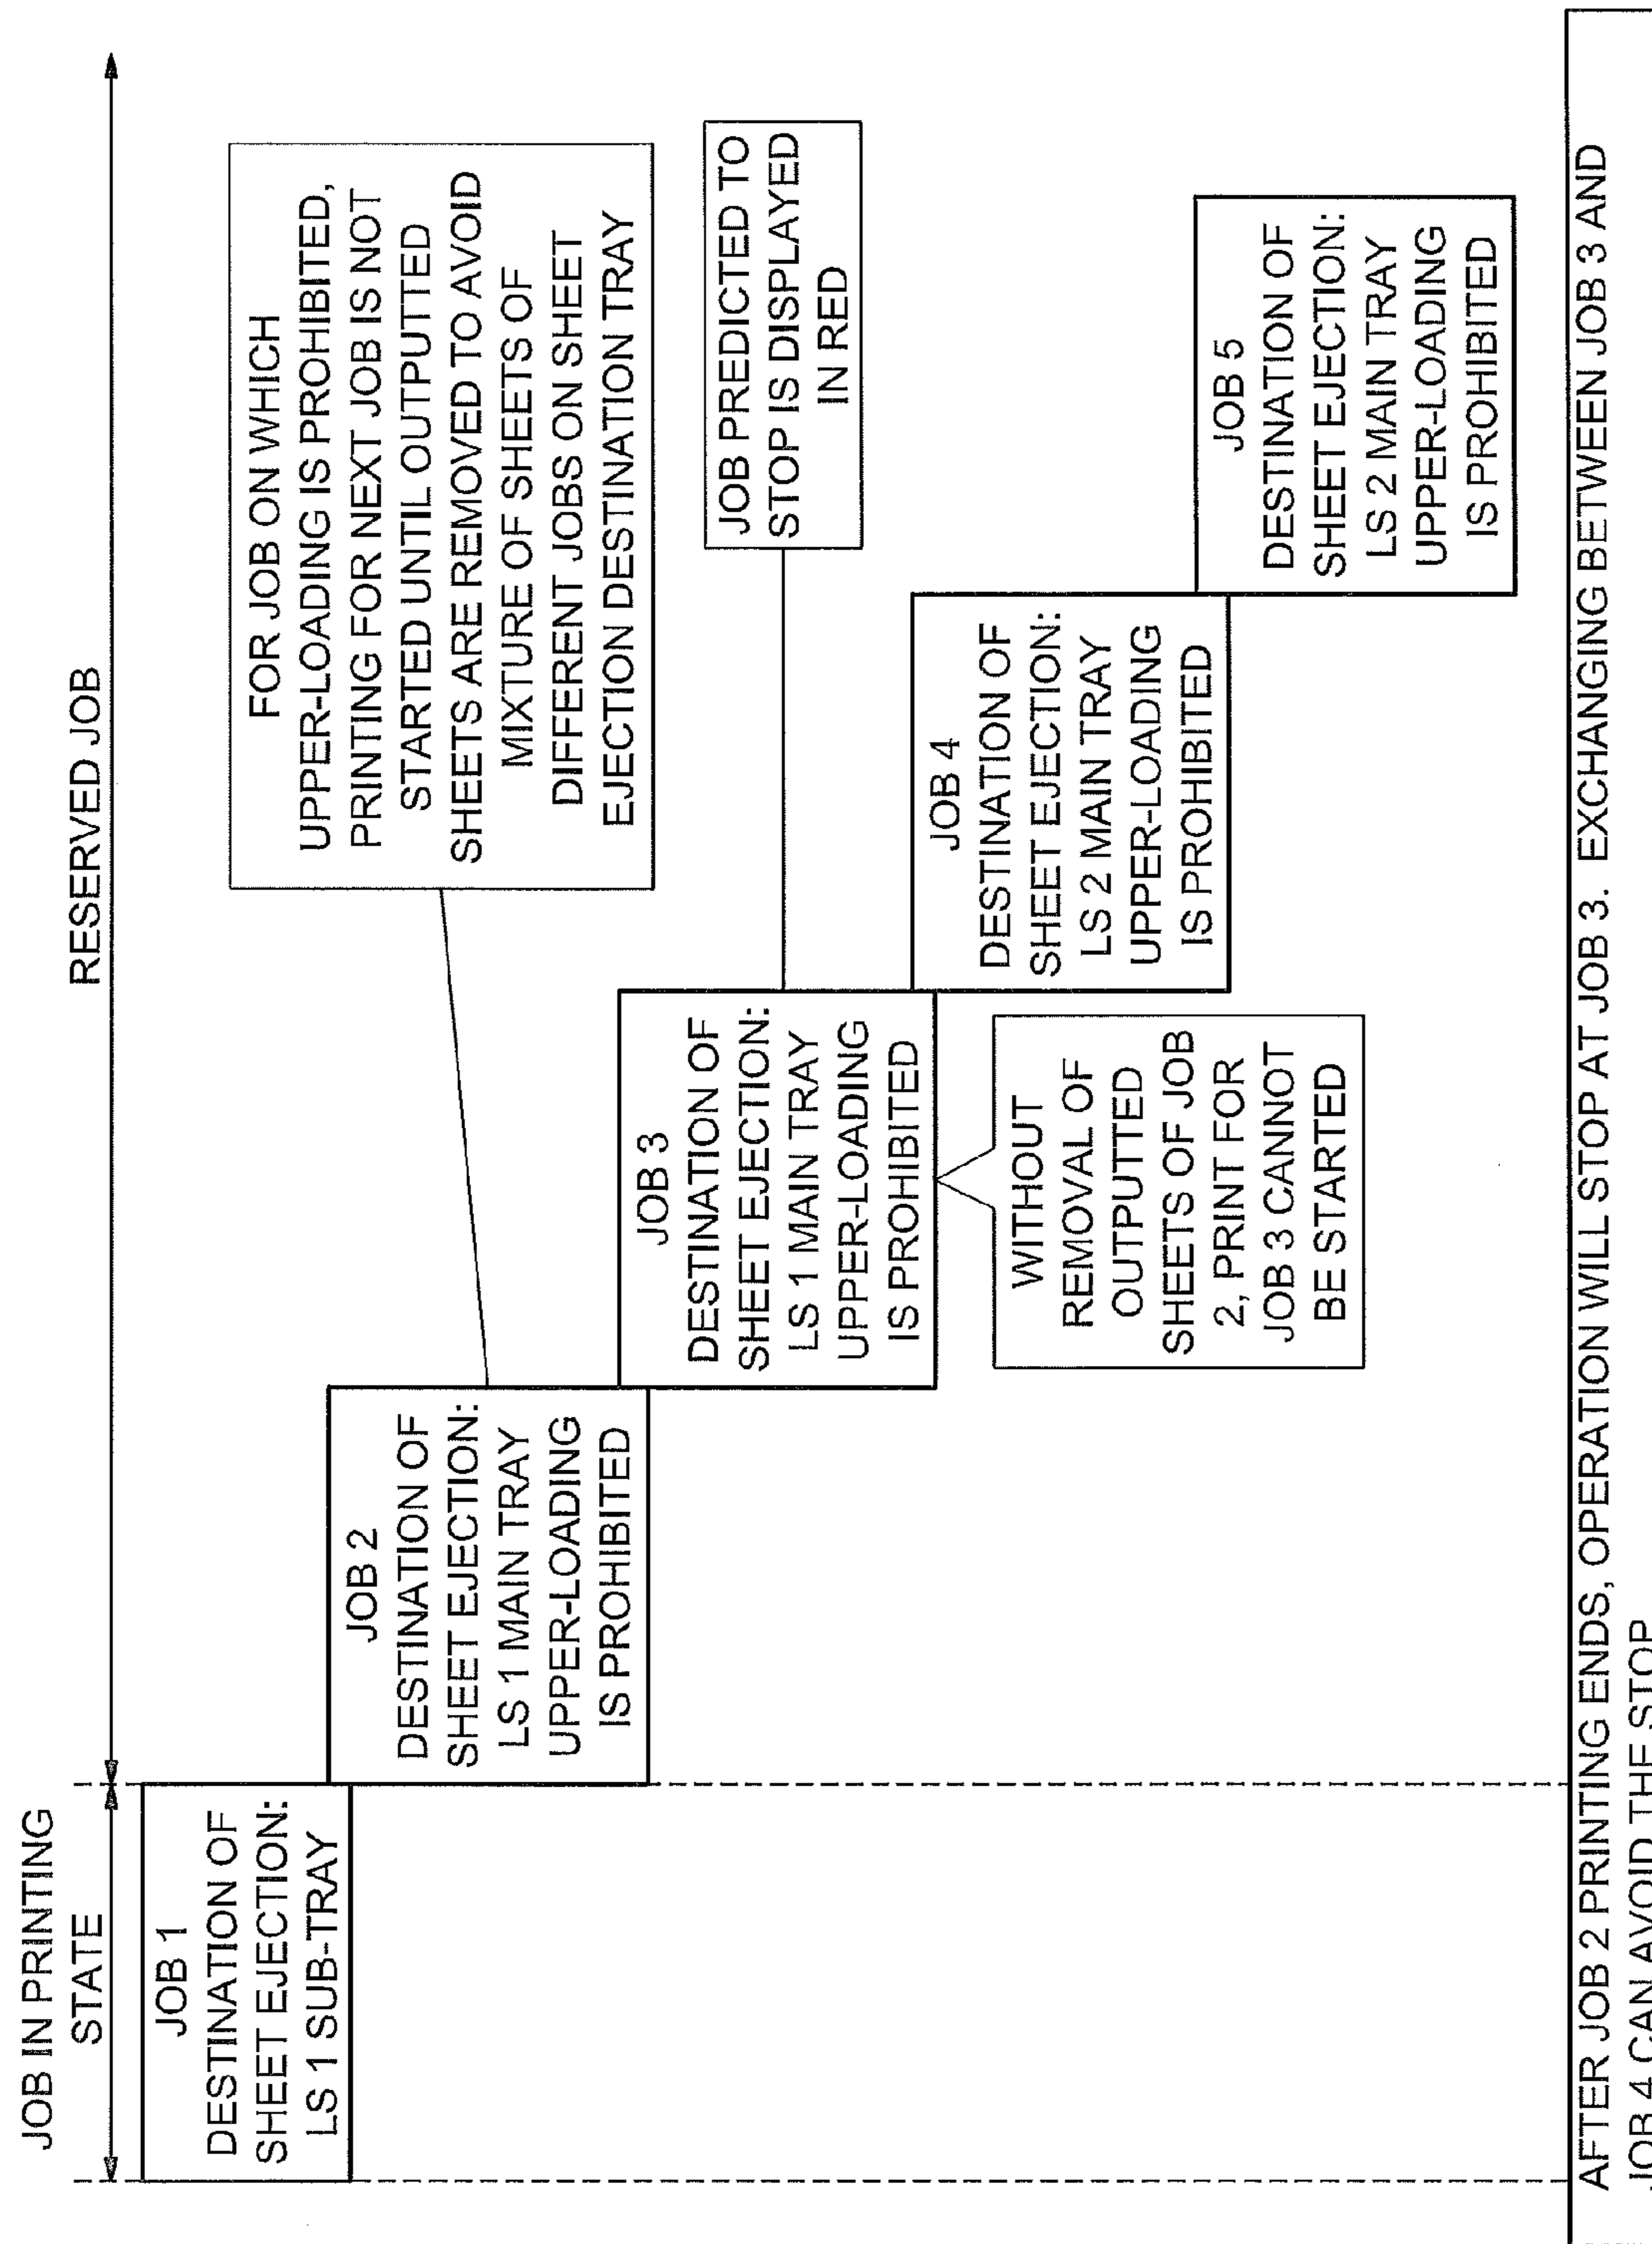 JOB IN PRINTING
STATE
RESERVED JOB
JOB 1
DESTINATION OF
SHEET EJECTION:
LS 1 SUB-TRAY
JOB 2
DESTINATION OF
SHEET EJECTION:
LS 1 MAIN TRAY
UPPER-LOADING
IS PROHIBITED
FOR JOB ON WHICH
UPPER-LOADING IS PROHIBITED,
PRINTING FOR NEXT JOB IS NOT
STARTED UNTIL OUTPUTTED
SHEETS ARE REMOVED TO AVOID
MIXTURE OF SHEETS OF
DIFFERENT JOBS ON SHEET
EJECTION DESTINATION TRAY
JOB 3
DESTINATION OF
SHEET EJECTION:
LS 1 MAIN TRAY
UPPER-LOADING
IS PROHIBITED
JOB PREDICTED TO
STOP IS DISPLAYED
IN RED
WITHOUT
REMOVAL OF
OUTPUTTED
SHEETS OF JOB
2, PRINT FOR
JOB 3 CANNOT
BE STARTED
JOB 4
DESTINATION OF
SHEET EJECTION:
LS 2 MAIN TRAY
UPPER-LOADING
IS PROHIBITED
JOB 5
DESTINATION OF
SHEET EJECTION:
LS 2 MAIN TRAY
UPPER-LOADING
IS PROHIBITED
AFTER JOB 2 PRINTING ENDS, OPERATION WILL STOP AT JOB 3. EXCHANGING BETWEEN JOB 3 AND
JOB 4 CAN AVOID THE STOP